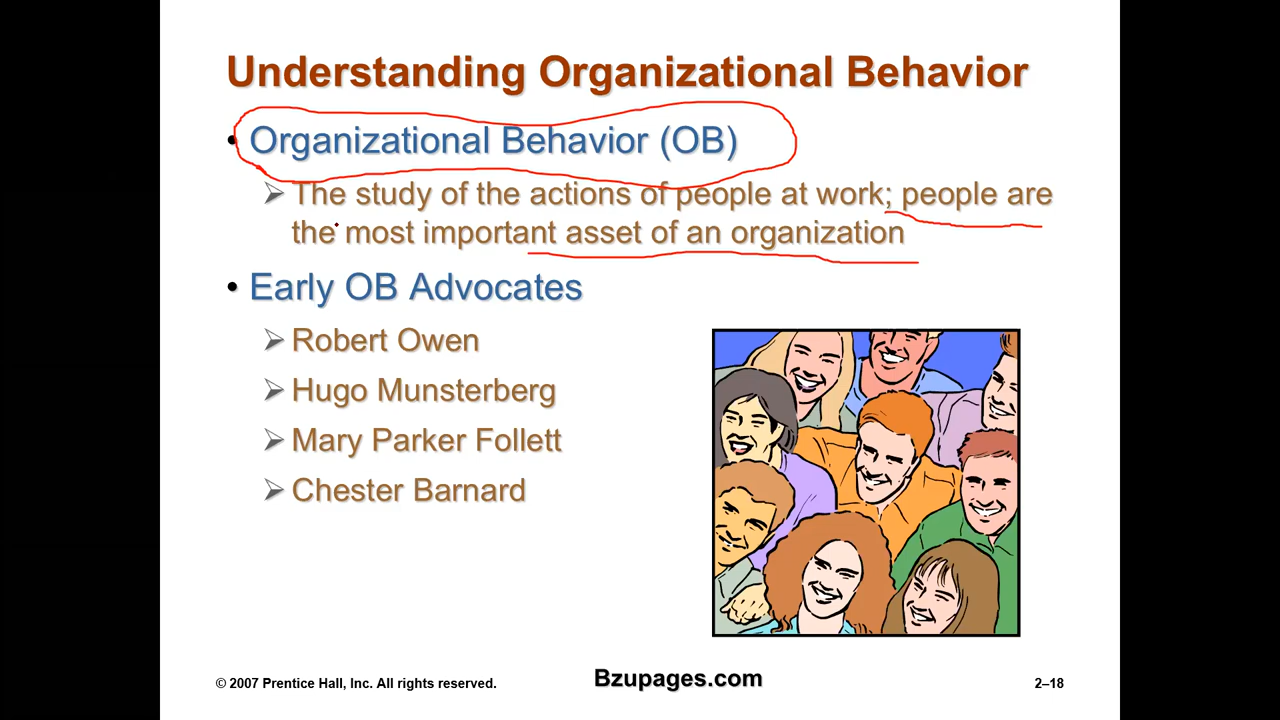 Understanding Organizational Behavior
• Organizational Behavior (OB)
➢ The study of the actions of people at work; people are
the most important asset of an organization
• Early OB Advocates
➢ Robert Owen
➢ Hugo Munsterberg
➢ Mary Parker Follett
➢ Chester Barnard
© 2007 Prentice Hall, Inc. All rights reserved.
Bzupages.com
2–18